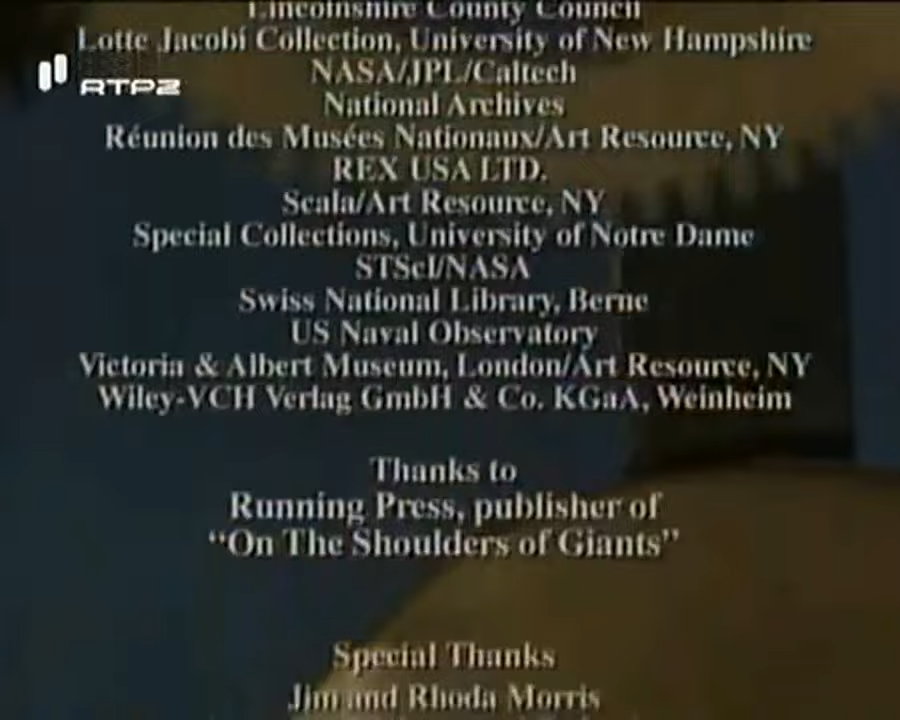 Lincolnshire County Council
Lotte Jacobi Collection, University of New Hampshire
RTP2
NASA/JPL/Caltech
National Archives
Réunion des Musées Nationaux/Art Resource, NY
REX USA LTD.
Scala/Art Resource, NY
Special Collections, University of Notre Dame
STScI/NASA
Swiss National Library, Berne
US Naval Observatory
Victoria & Albert Museum, London/Art Resource, NY
Wiley-VCH Verlag GmbH & Co. KGaA, Weinheim
Thanks to
Running Press, publisher of
“On The Shoulders of Giants”
Special Thanks
Jim and Rhoda Morris